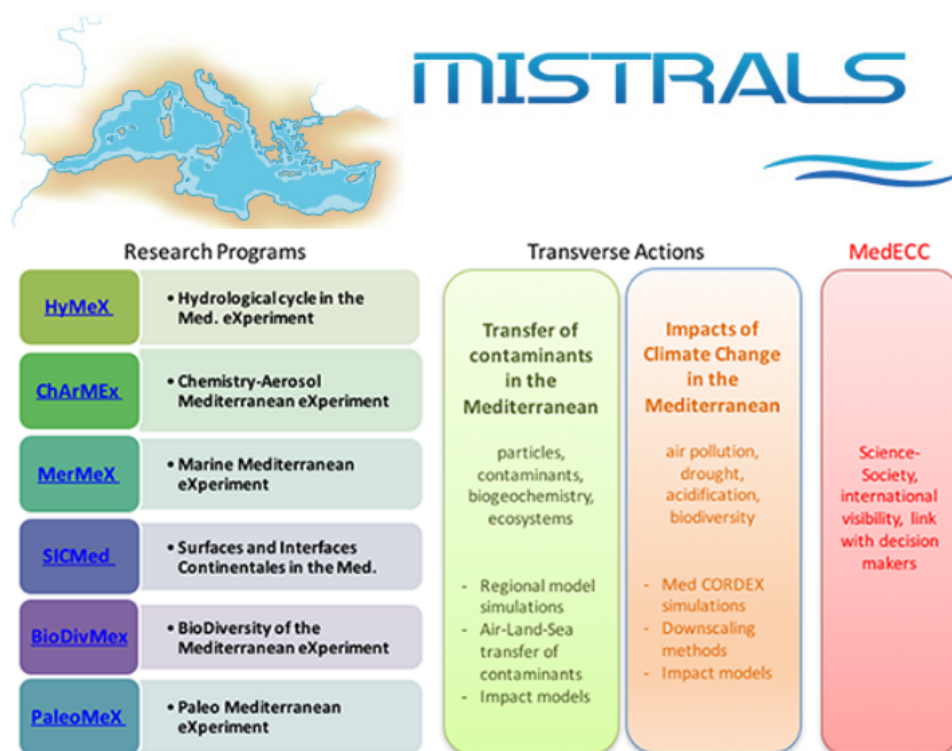 MISTRALS
Research Programs
HyMeX
• Hydrological cycle in the
Med. eXperiment
ChArMEx
• Chemistry-Aerosol
Mediterranean eXperiment
MerMeX
• Marine Mediterranean
eXperiment
SICMed
• Surfaces and Interfaces
Continentales in the Med.
BioDivMex
• BioDiversity of the
Mediterranean eXperiment
PaleoMeX
• Paleo Mediterranean
eXperiment
Transverse Actions
Transfer of
contaminants
in the
Mediterranean
particles,
contaminants,
biogeochemistry,
ecosystems
- Regional model
simulations
- Air-Land-Sea
transfer of
contaminants
- Impact models
Impacts of
Climate Change
in the
Mediterranean
air pollution,
drought,
acidification,
biodiversity
- Med CORDEX
simulations
- Downscaling
methods
- Impact models
MedECC
Science-
Society,
international
visibility, link
with decision
makers